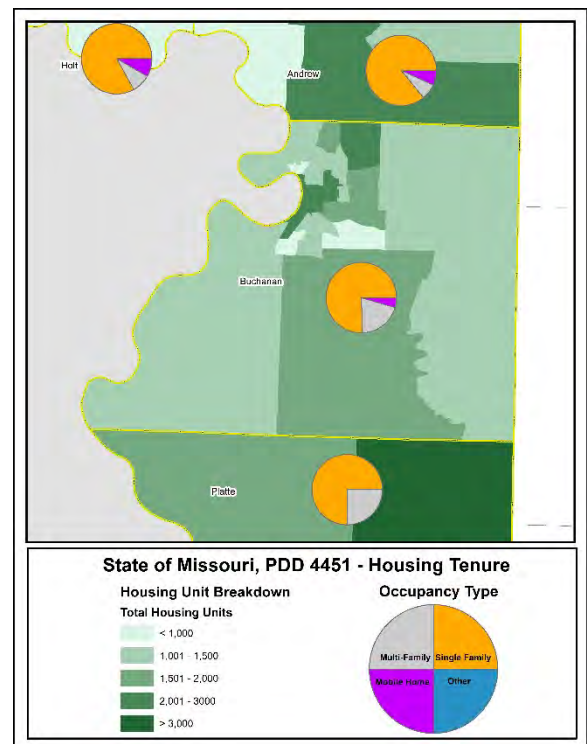 Holt
Andrew
Buchanan
Platte
State of Missouri, PDD 4451 - Housing Tenure
Housing Unit Breakdown
Total Housing Units
< 1,000
1,001 - 1,500
1,501 - 2,000
2,001 - 3000
> 3,000
Occupancy Type
Multi-Family
Single Family
Mobile Home
Other